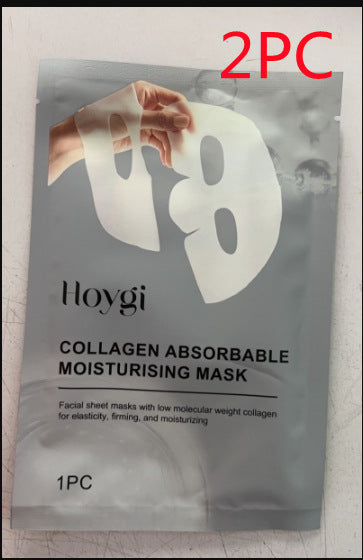 2PC
Hoygi
COLLAGEN ABSORBABLE
MOISTURISING MASK
Facial sheet masks with low molecular weight collagen
for elasticity, firming, and moisturizing
1PC